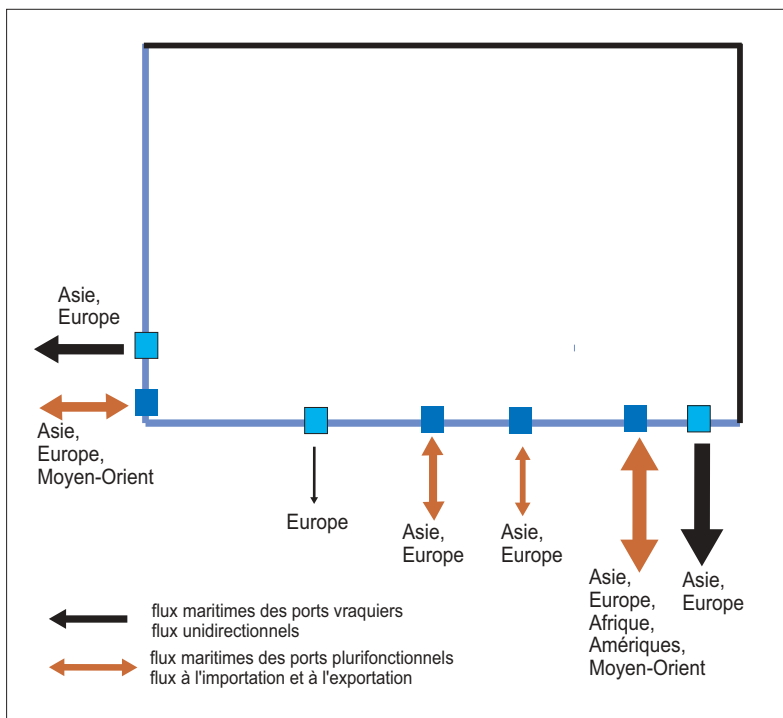 Asie,
Europe
Asie,
Europe,
Moyen-Orient
Europe
Asie,
Europe
Asie,
Europe
Asie,
Europe,
Afrique,
Amériques,
Moyen-Orient
Asie,
Europe
flux maritimes des ports vraquiers
flux unidirectionnels
flux maritimes des ports plurifonctionnels
flux à l'importation et à l'exportation